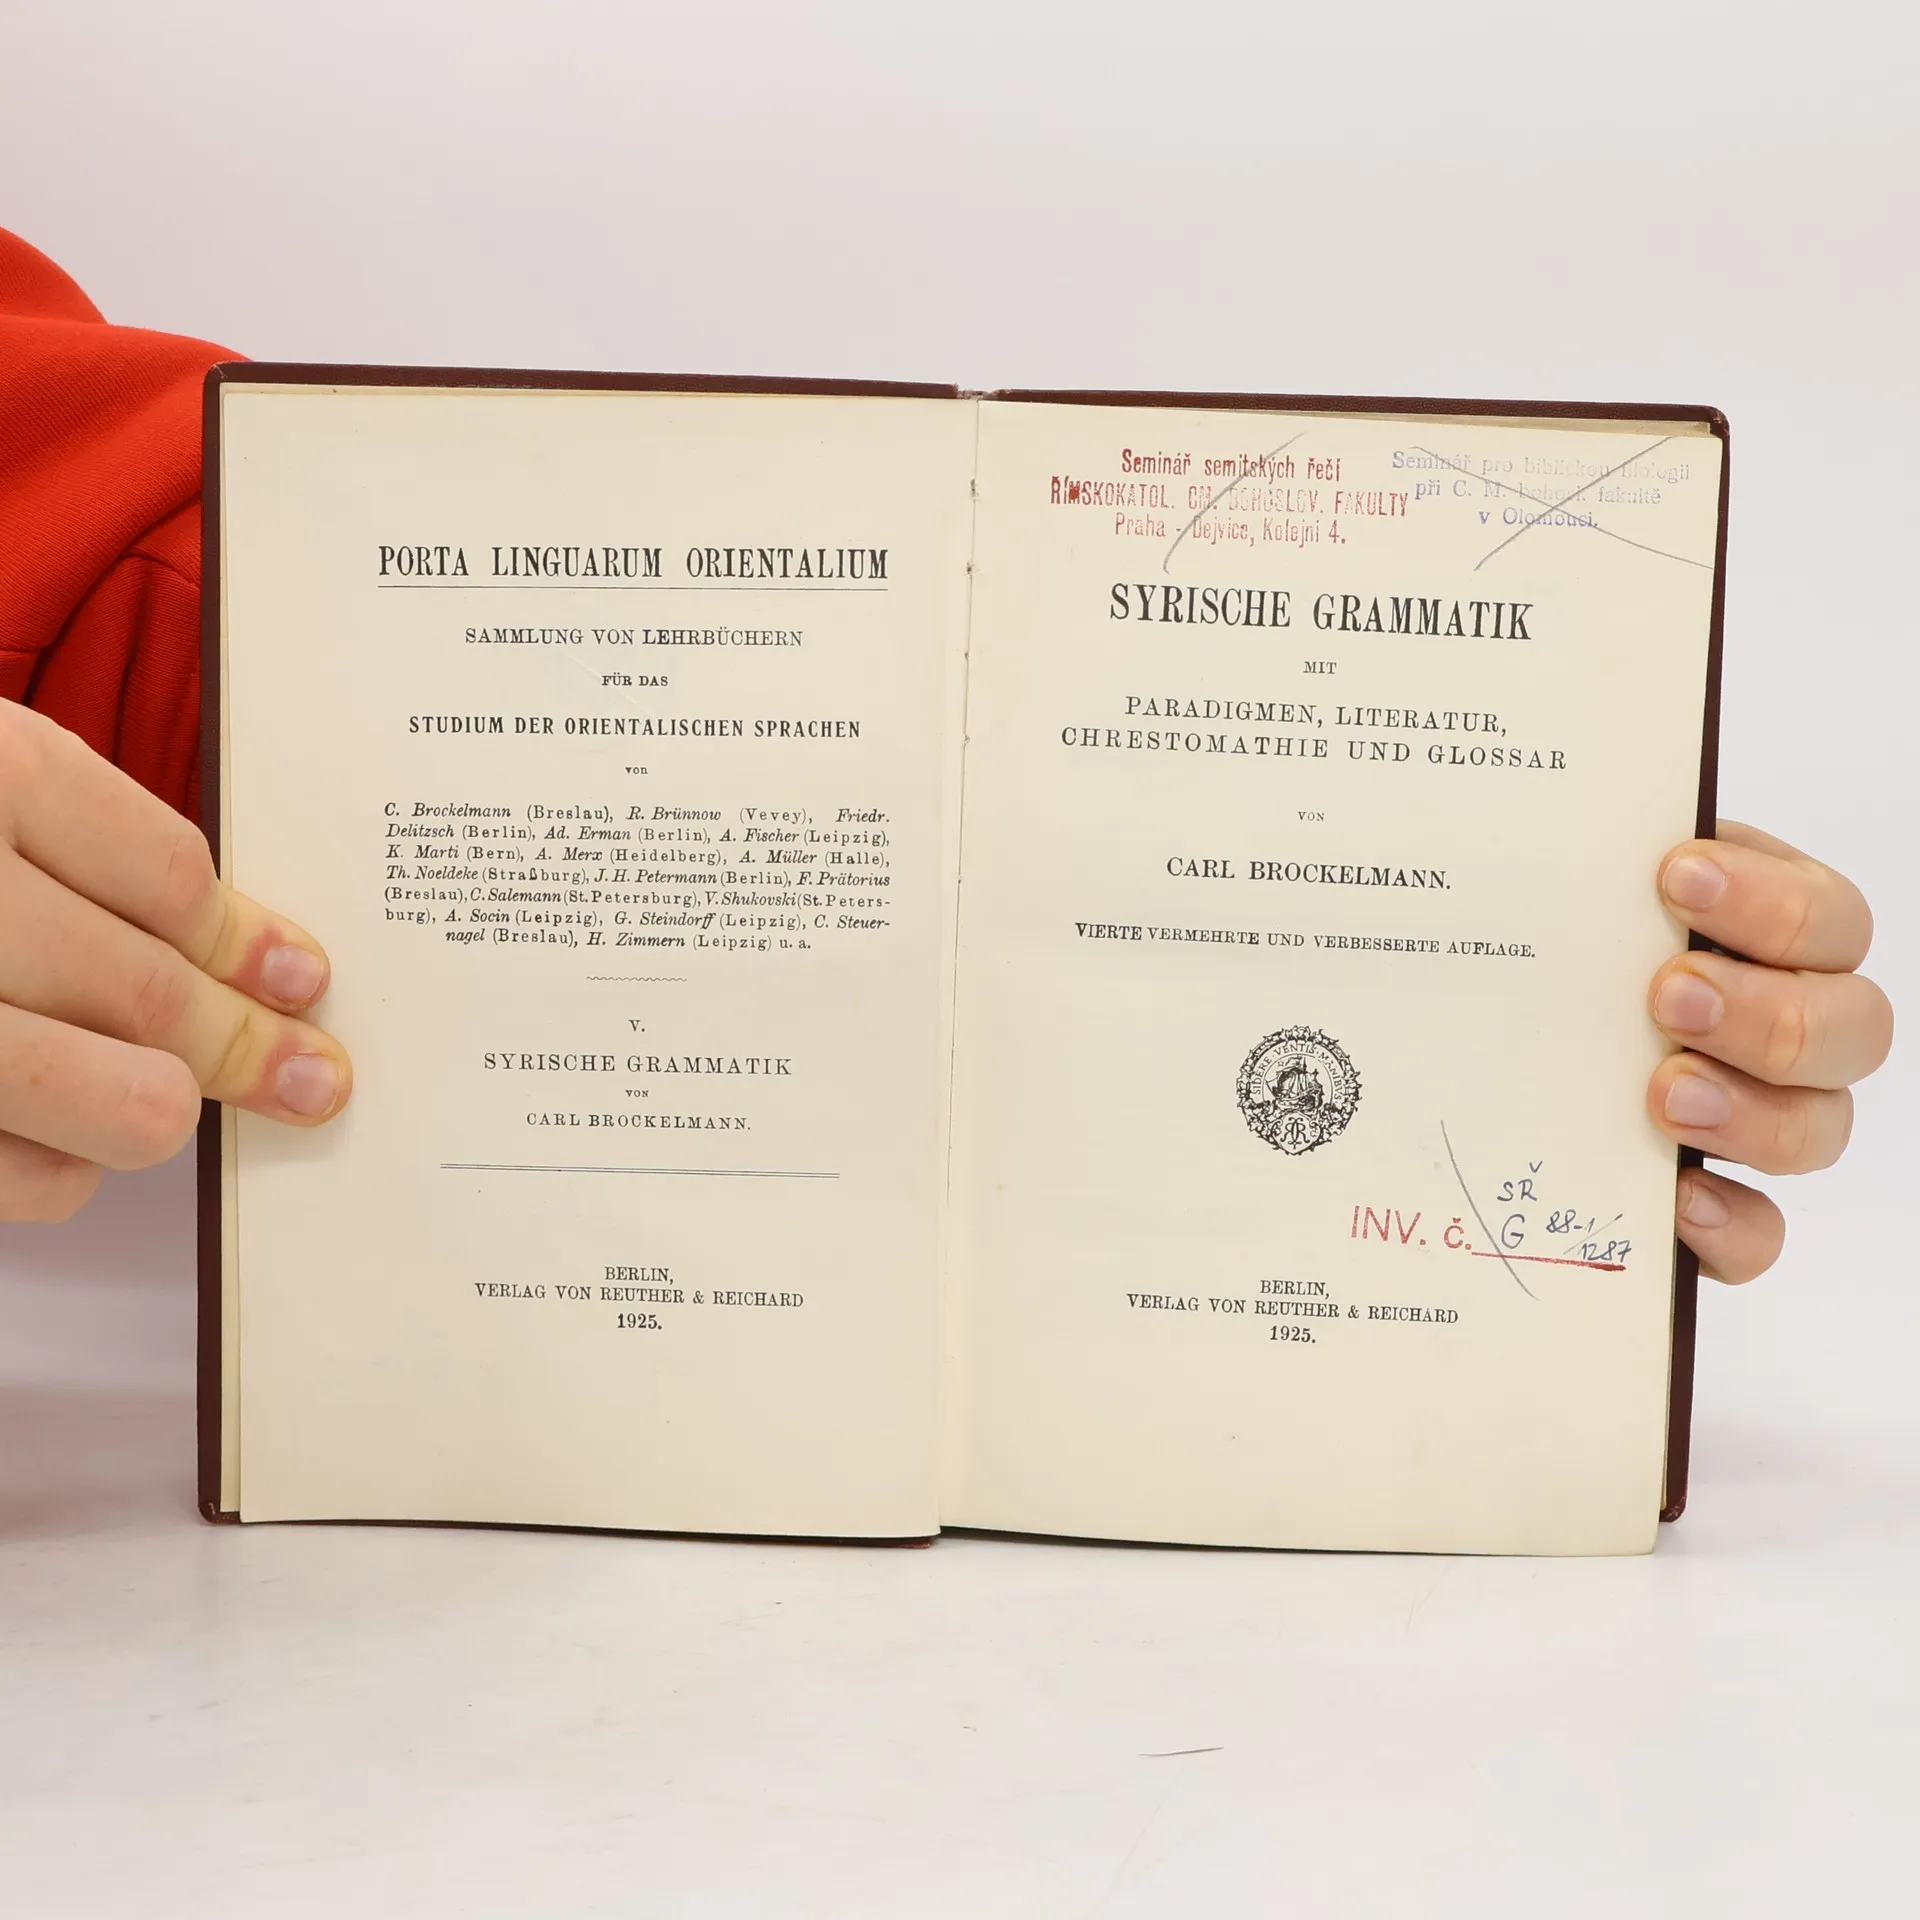 PORTA LINGUARUM ORIENTALIUM
SAMMLUNG VON LEHRBÜCHERN
FÜR DAS
STUDIUM DER ORIENTALISCHEN SPRACHEN
von
C. Brockelmann (Breslau), R. Brünnow (Vevey), Friedr.
Delitzsch (Berlin), Ad. Erman (Berlin), A. Fischer (Leipzig),
K. Marti (Bern), A. Merx (Heidelberg), A. Müller (Halle),
Th. Noeldeke (Straßburg), J. H. Petermann (Berlin), F. Prätorius
(Breslau), C. Salemann (St. Petersburg), V. Shukovski (St. Peters-
burg), A. Socin (Leipzig), G. Steindorff (Leipzig), C. Steuer-
nagel (Breslau), H. Zimmern (Leipzig) u. a.
V.
SYRISCHE GRAMMATIK
VON
CARL BROCKELMANN.
BERLIN,
VERLAG VON REUTHER & REICHARD
1925.
Seminář semitských řečí
ŘÍMSKOKATOL. CM. BOHOSLOV. FAKULTY
Praha - Dejvice, Kolejní 4.
Seminář pro biblickou filologii
při C. M. bohosl. fakultě
v Olomouci.
SYRISCHE GRAMMATIK
MIT
PARADIGMEN, LITERATUR,
CHRESTOMATHIE UND GLOSSAR
VON
CARL BROCKELMANN.
VIERTE VERMEHRTE UND VERBESSERTE AUFLAGE.
SIDERE·VENTIS·MANIBUS
RR
SŘ
INV. č. G 88-1/1287
BERLIN,
VERLAG VON REUTHER & REICHARD
1925.